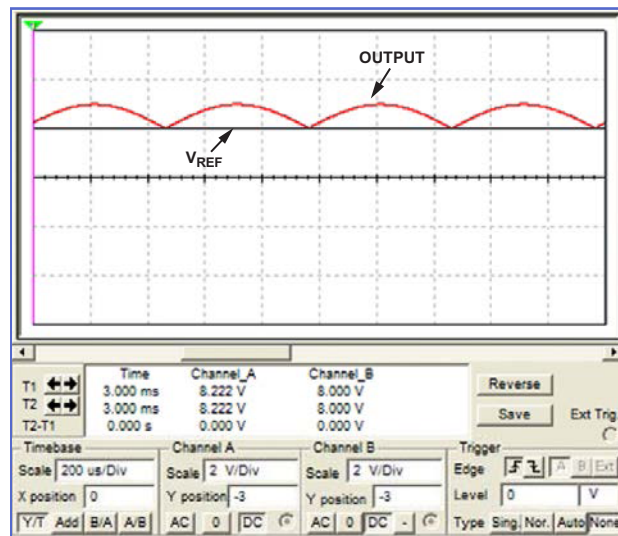 OUTPUT
VREF
Time Channel_A Channel_B
T1 3.000 ms 8.222 V 8.000 V
T2 3.000 ms 8.222 V 8.000 V
T2-T1 0.000 s 0.000 V 0.000 V
Reverse
Save
Ext Trig
Timebase
Scale 200 us/Div
X position 0
Y/T Add B/A A/B
Channel A
Scale 2 V/Div
Y position -3
AC 0 DC
Channel B
Scale 2 V/Div
Y position -3
AC 0 DC -
Trigger
Edge A B Ext
Level 0 V
Type Sing. Nor. Auto None